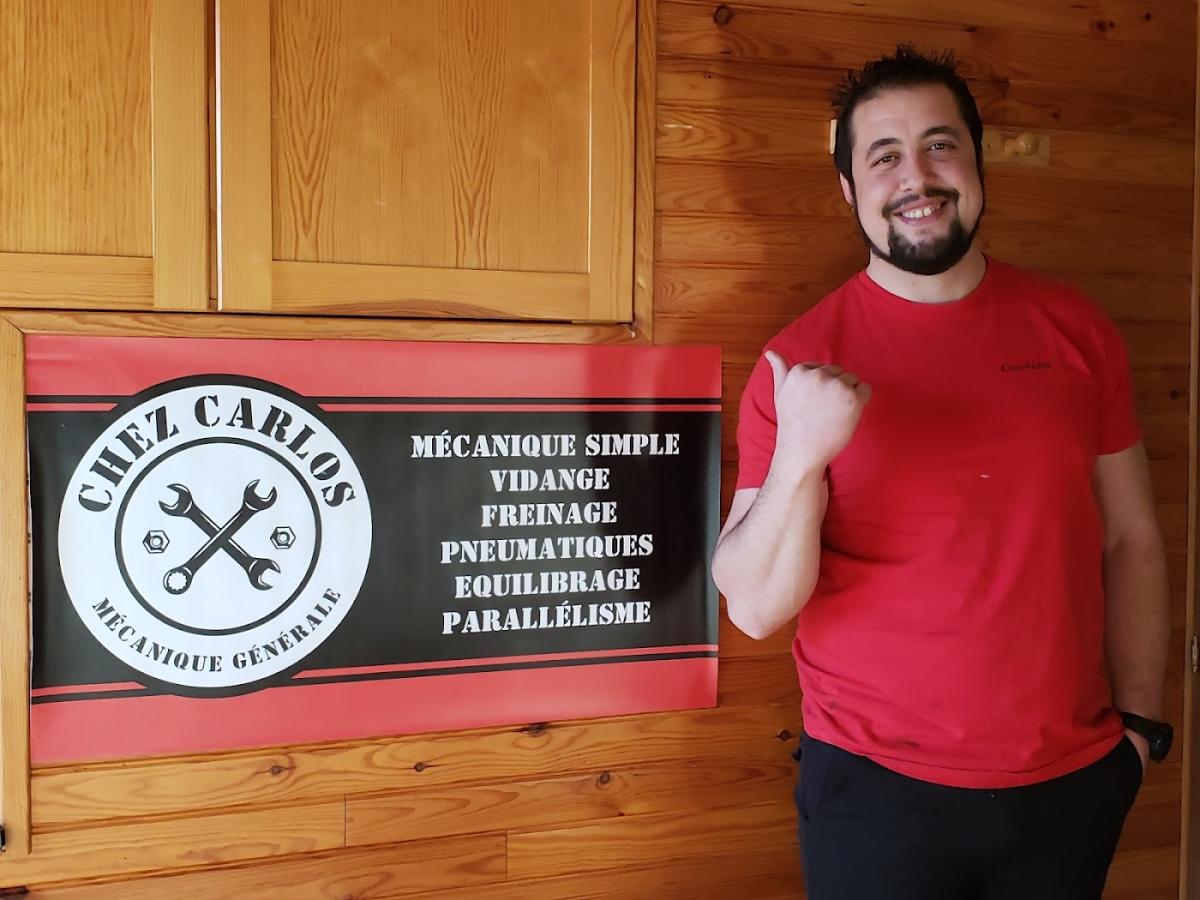 CHEZ CARLOS
MÉCANIQUE GÉNÉRALE
MÉCANIQUE SIMPLE
VIDANGE
FREINAGE
PNEUMATIQUES
EQUILIBRAGE
PARALLÉLISME